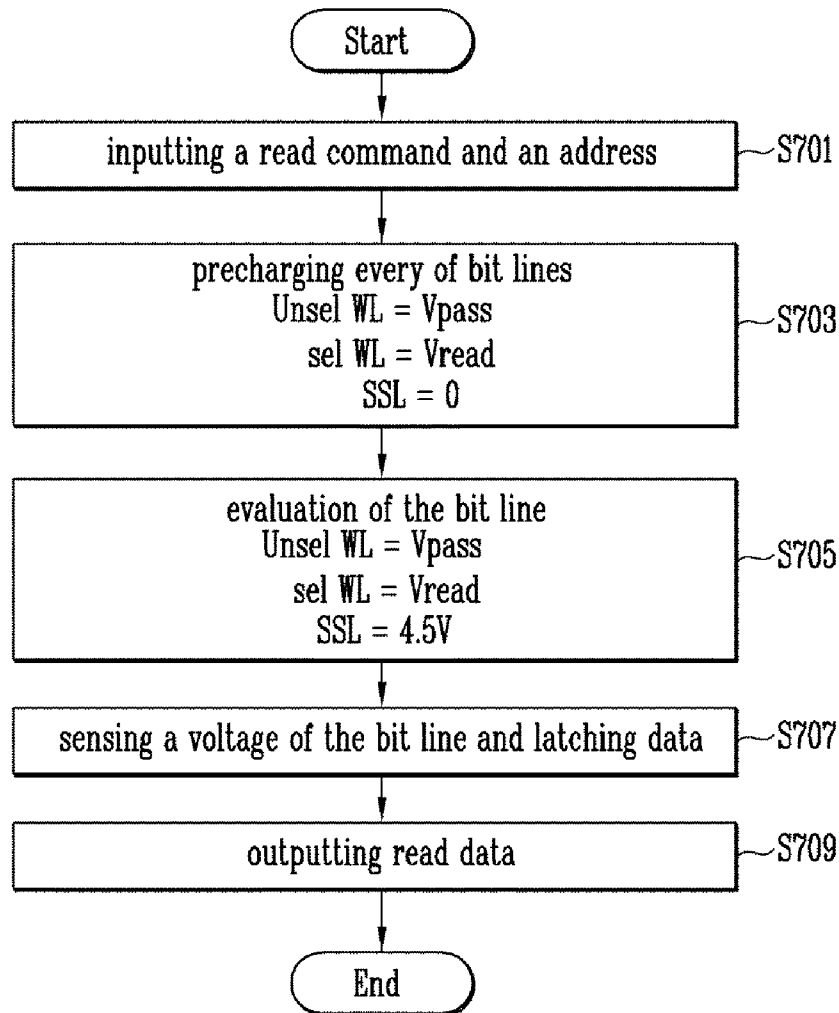 Start
inputting a read command and an address
S701
precharging every of bit lines
Unsel WL = Vpass
sel WL = Vread
SSL = 0
S703
evaluation of the bit line
Unsel WL = Vpass
sel WL = Vread
SSL = 4.5V
S705
sensing a voltage of the bit line and latching data
S707
outputting read data
S709
End